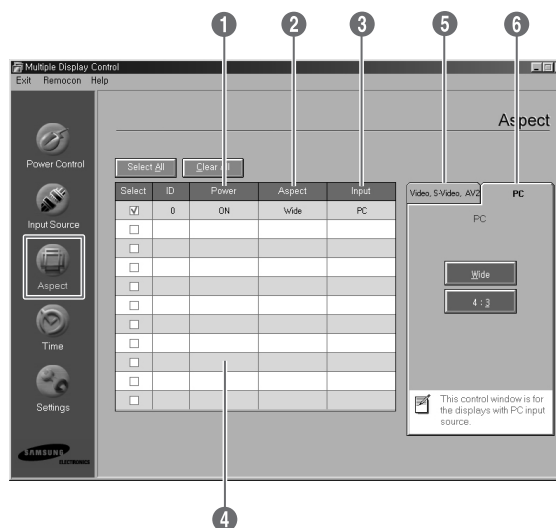 1 2 3 5 6
Multiple Display Control
Exit Remocon Help
Aspect
Power Control
Input Source
Aspect
Time
Settings
SAMSUNG
ELECTRONICS
Select All Clear All
Select ID Power Aspect Input
0 ON Wide PC
Video, S-Video, AV2 PC
PC
Wide
4 : 3
This control window is for
the displays with PC input
source.
4